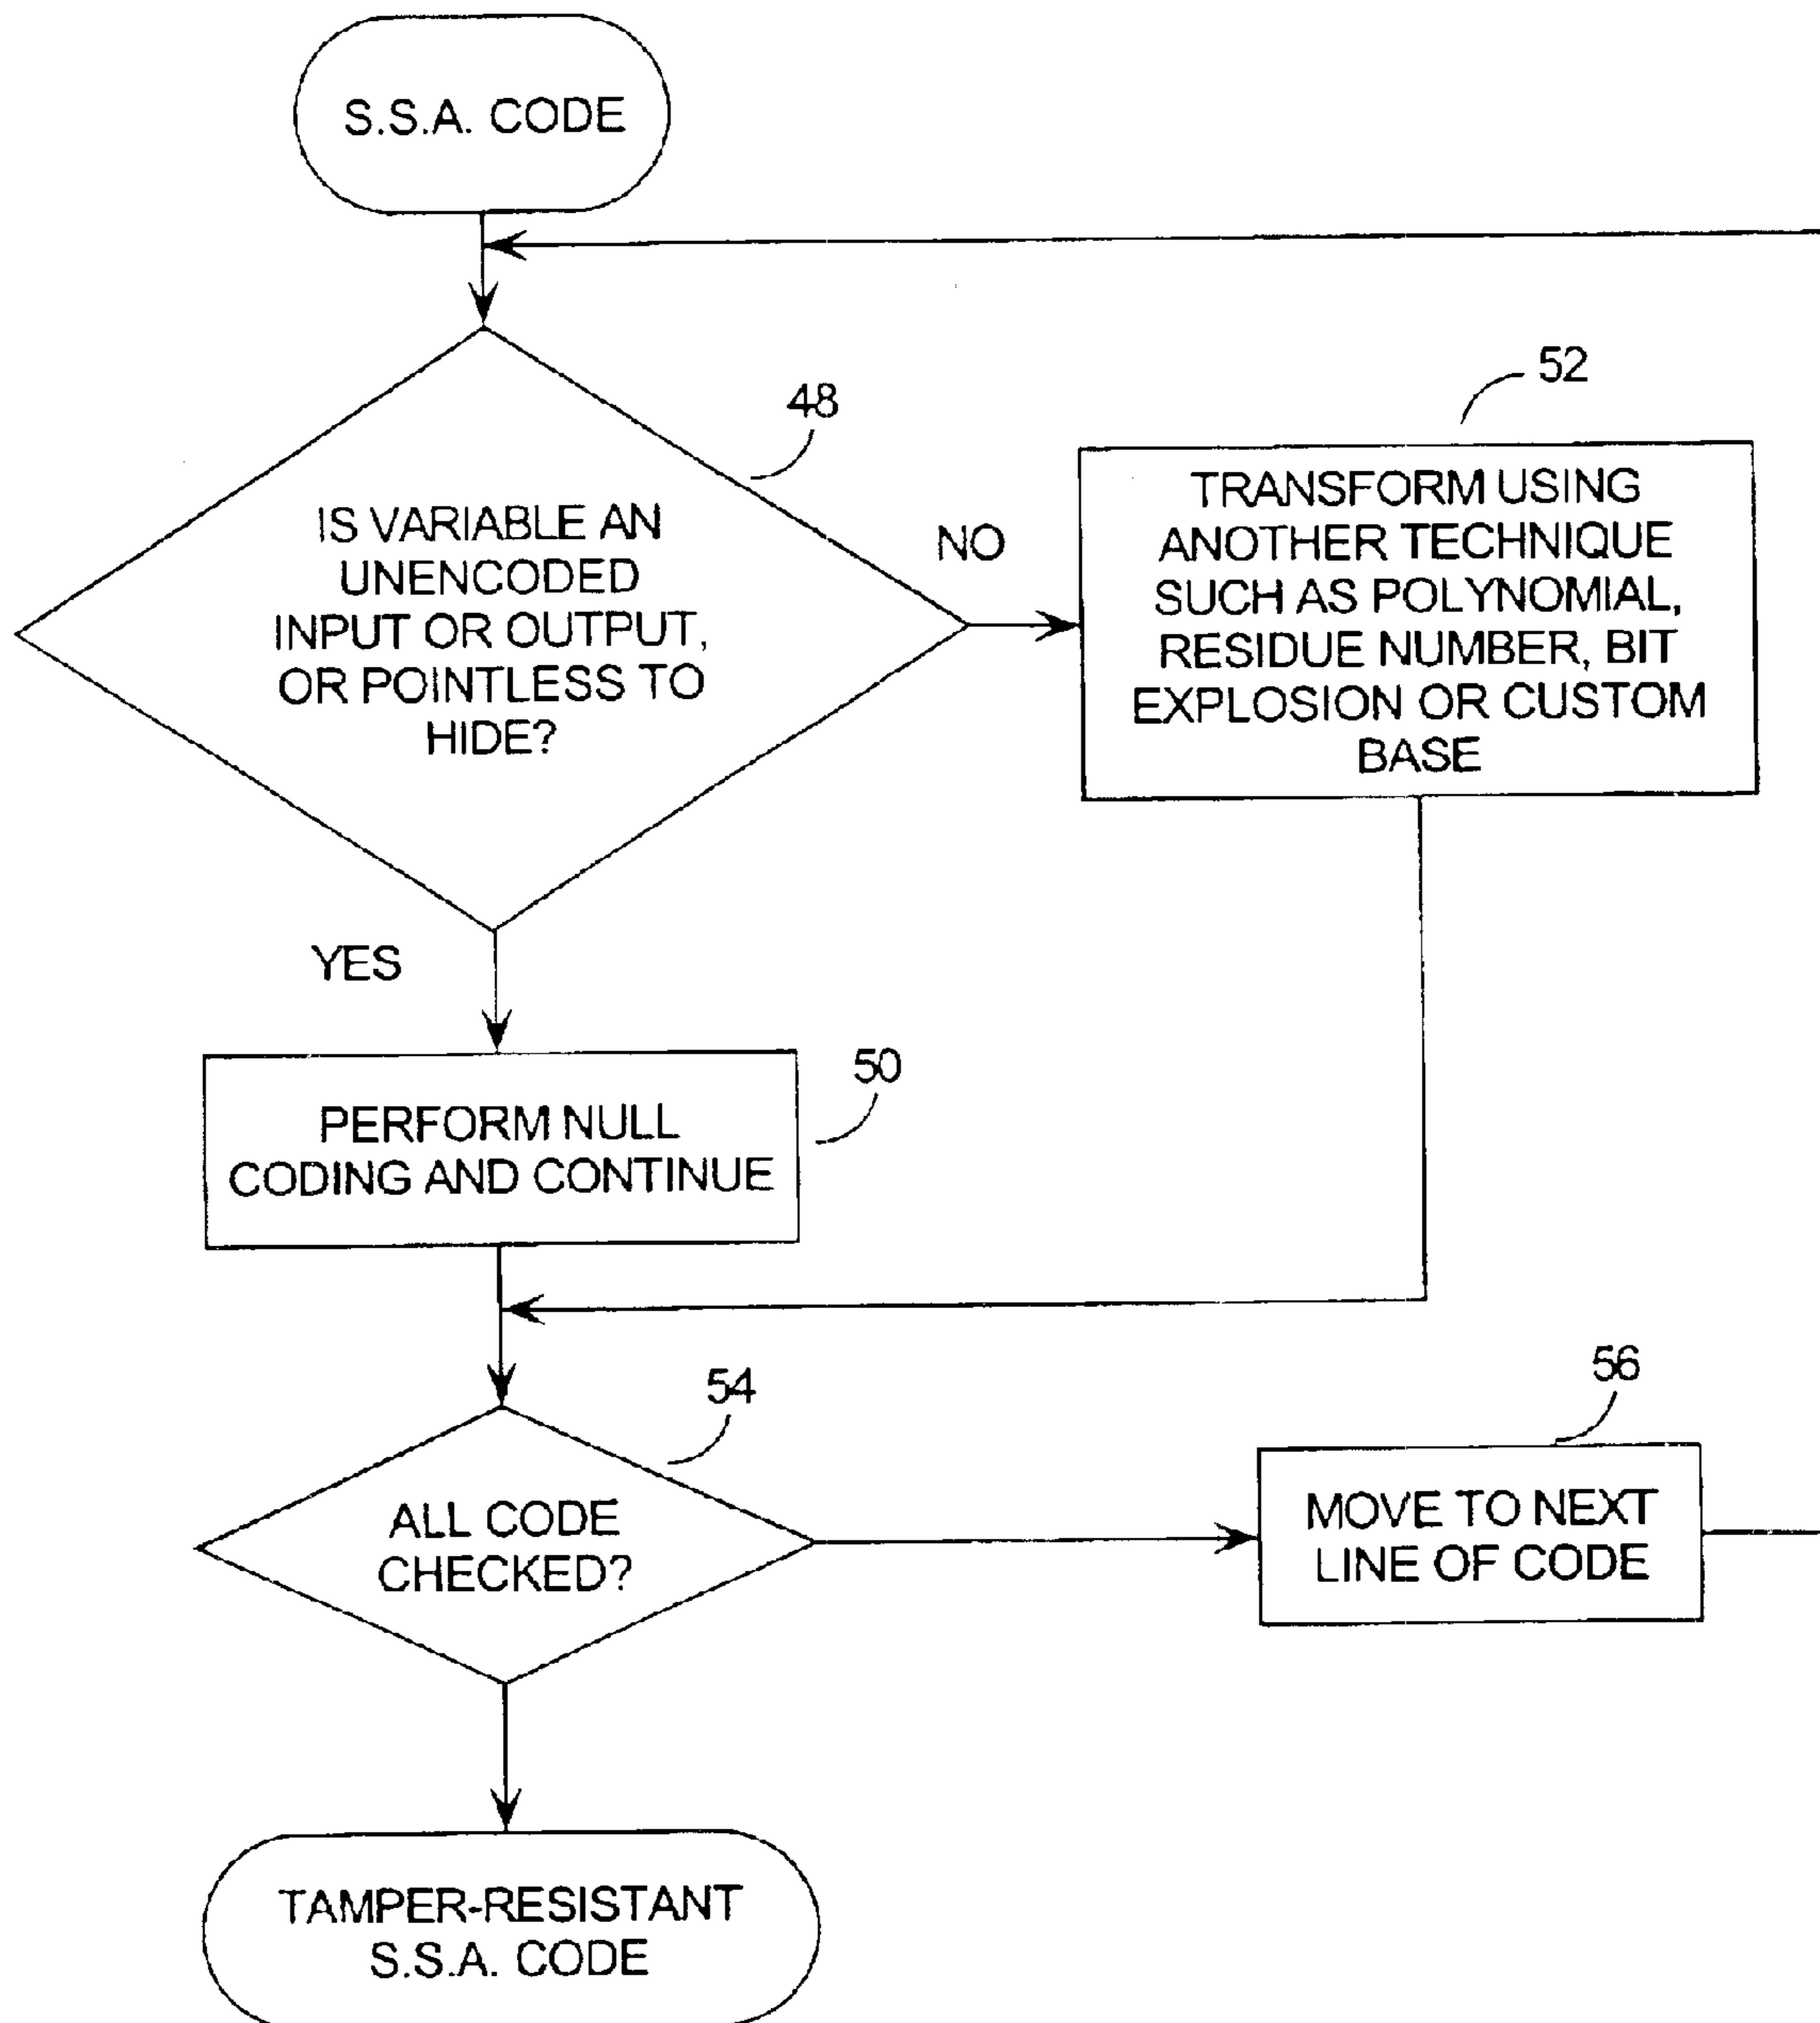 S.S.A. CODE
48
IS VARIABLE AN
UNENCODED
INPUT OR OUTPUT,
OR POINTLESS TO
HIDE?
NO
52
TRANSFORM USING
ANOTHER TECHNIQUE
SUCH AS POLYNOMIAL,
RESIDUE NUMBER, BIT
EXPLOSION OR CUSTOM
BASE
YES
50
PERFORM NULL
CODING AND CONTINUE
54
ALL CODE
CHECKED?
56
MOVE TO NEXT
LINE OF CODE
TAMPER-RESISTANT
S.S.A. CODE